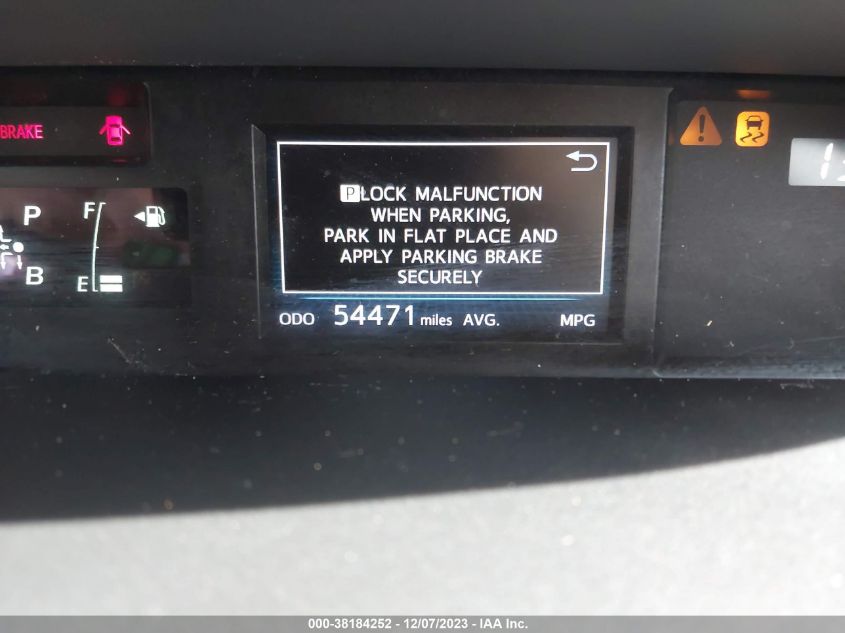 BRAKE
P LOCK MALFUNCTION
WHEN PARKING,
PARK IN FLAT PLACE AND
APPLY PARKING BRAKE
SECURELY
P
F
B
E
ODO 54471 miles AVG. MPG
000-38184252 - 12/07/2023 - IAA Inc.